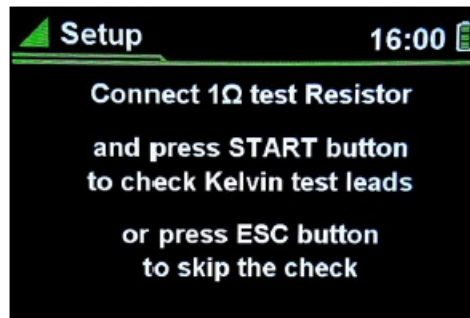 Setup
16:00
Connect 1Ω test Resistor
and press START button
to check Kelvin test leads
or press ESC button
to skip the check